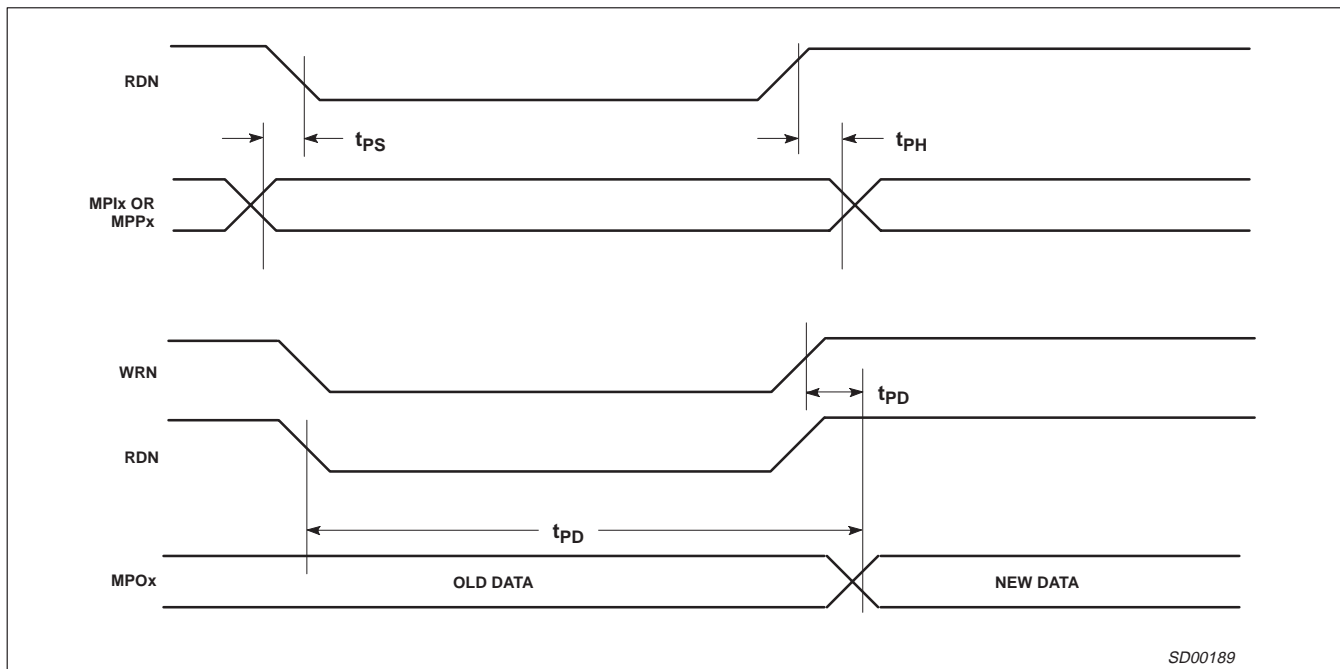 RDN
tPS
tPH
MPIx OR
MPPx
WRN
tPD
RDN
tPD
MPOx
OLD DATA
NEW DATA
SD00189